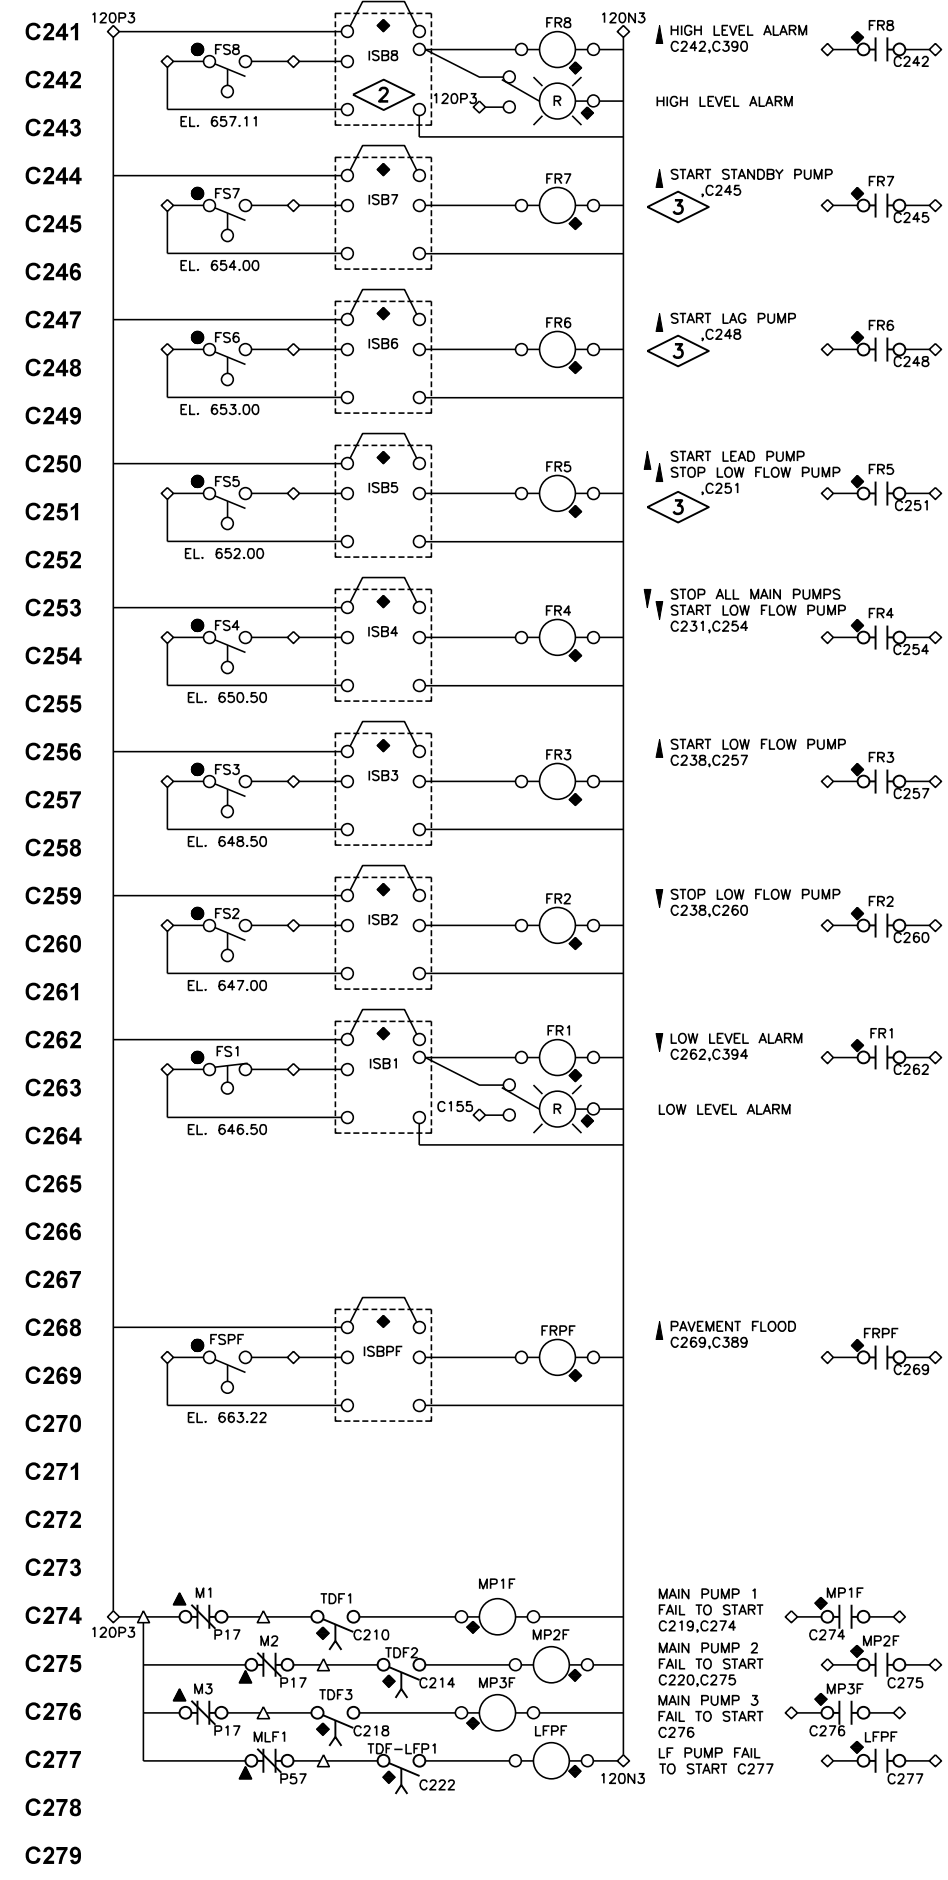 C241
120P3
120N3
FS8
ISB8
2
EL. 657.11
FR8
120P3
R
HIGH LEVEL ALARM
C242,C390
FR8
C242
C242
HIGH LEVEL ALARM
C243
C244
FS7
ISB7
EL. 654.00
FR7
START STANDBY PUMP
,C245
3
FR7
C245
C245
C246
C247
FS6
ISB6
EL. 653.00
FR6
START LAG PUMP
,C248
3
FR6
C248
C248
C249
C250
FS5
ISB5
EL. 652.00
FR5
START LEAD PUMP
STOP LOW FLOW PUMP
,C251
3
FR5
C251
C251
C252
C253
FS4
ISB4
EL. 650.50
FR4
STOP ALL MAIN PUMPS
START LOW FLOW PUMP
C231,C254
FR4
C254
C254
C255
C256
FS3
ISB3
EL. 648.50
FR3
START LOW FLOW PUMP
C238,C257
FR3
C257
C257
C258
C259
FS2
ISB2
EL. 647.00
FR2
STOP LOW FLOW PUMP
C238,C260
FR2
C260
C260
C261
C262
FS1
ISB1
EL. 646.50
FR1
C155
R
LOW LEVEL ALARM
C262,C394
FR1
C262
C263
LOW LEVEL ALARM
C264
C265
C266
C267
C268
FSPF
ISBPF
EL. 663.22
FRPF
PAVEMENT FLOOD
C269,C389
FRPF
C269
C269
C270
C271
C272
C273
C274
120P3
M1
P17
TDF1
C210
MP1F
MAIN PUMP 1
FAIL TO START
C219,C274
MP1F
C274
C275
M2
P17
TDF2
C214
MP2F
MAIN PUMP 2
FAIL TO START
C220,C275
MP2F
C275
C276
M3
P17
TDF3
C218
MP3F
MAIN PUMP 3
FAIL TO START
C276
MP3F
C276
C277
MLF1
P57
TDF-LFP1
C222
LFPF
120N3
LF PUMP FAIL
TO START C277
LFPF
C277
C278
C279